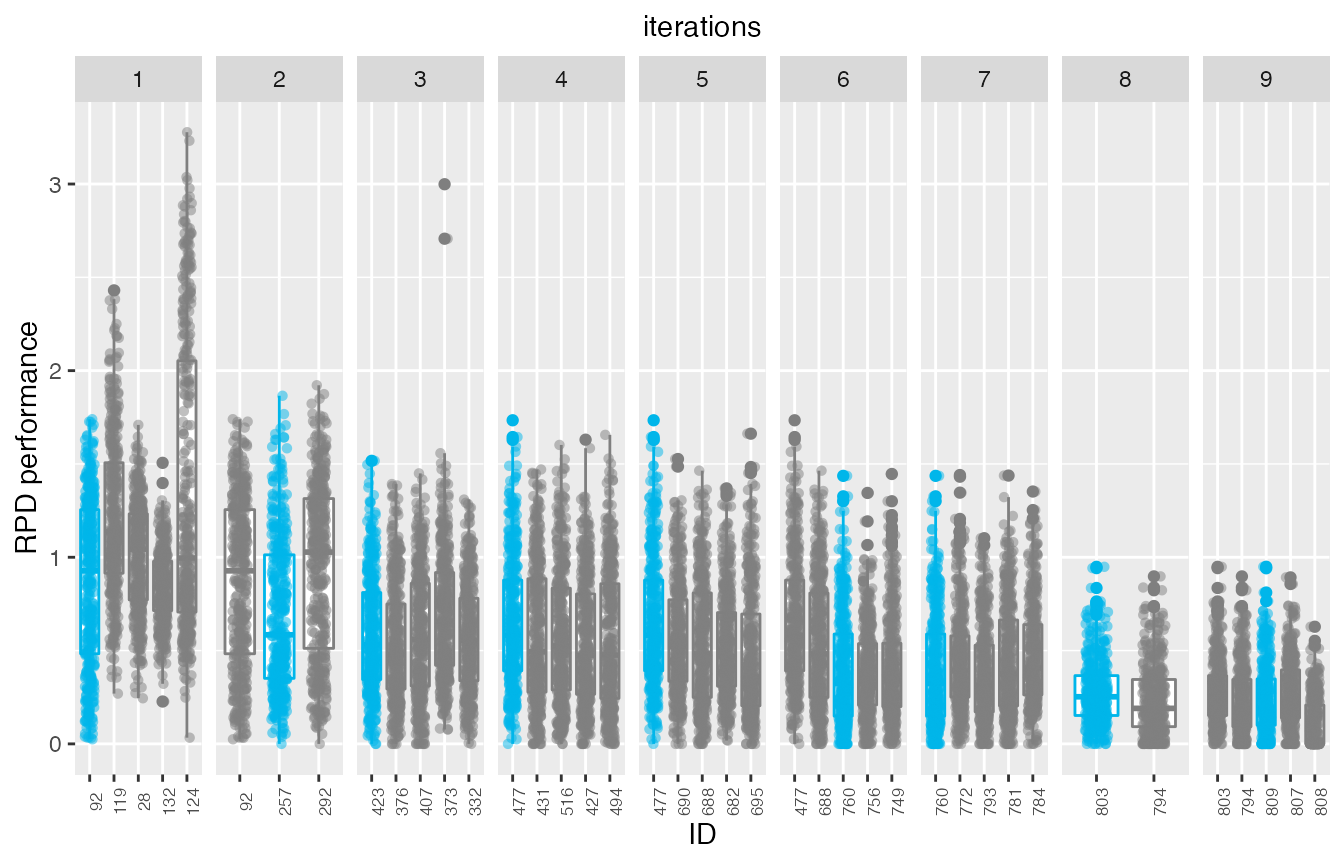 iterations
1 2 3 4 5 6 7 8 9
RPD performance
3
2
1
0
92 119 28 132 124 92 257 292 423 376 407 373 332 477 431 516 427 494 477 690 688 682 695 477 688 760 756 749 760 772 793 781 784 803 794 803 794 809 807 808
ID